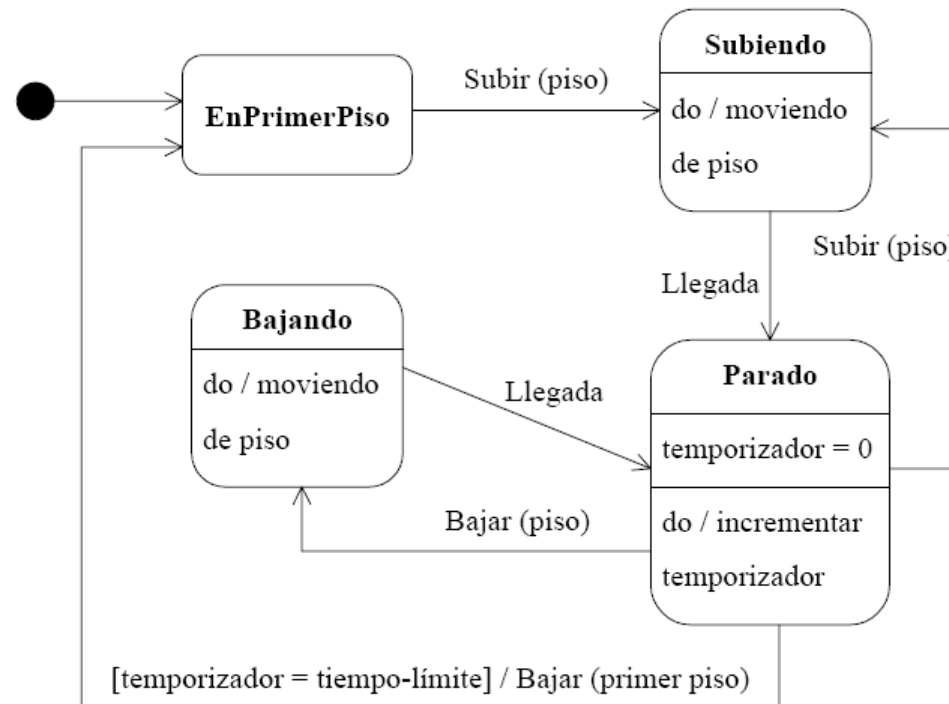 Subiendo
Subir (piso)
EnPrimerPiso
do / moviendo
de piso
Subir (piso)
Llegada
Bajando
do / moviendo
de piso
Llegada
Parado
temporizador = 0
Bajar (piso)
do / incrementar
temporizador
[temporizador = tiempo-límite] / Bajar (primer piso)